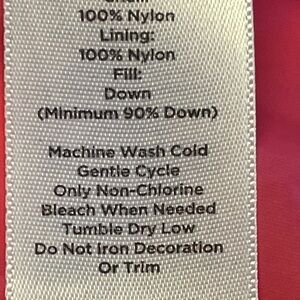 100% Nylon
Lining:
100% Nylon
Fill:
Down
(Minimum 90% Down)
Machine Wash Cold
Gentle Cycle
Only Non-Chlorine
Bleach When Needed
Tumble Dry Low
Do Not Iron Decoration
Or Trim